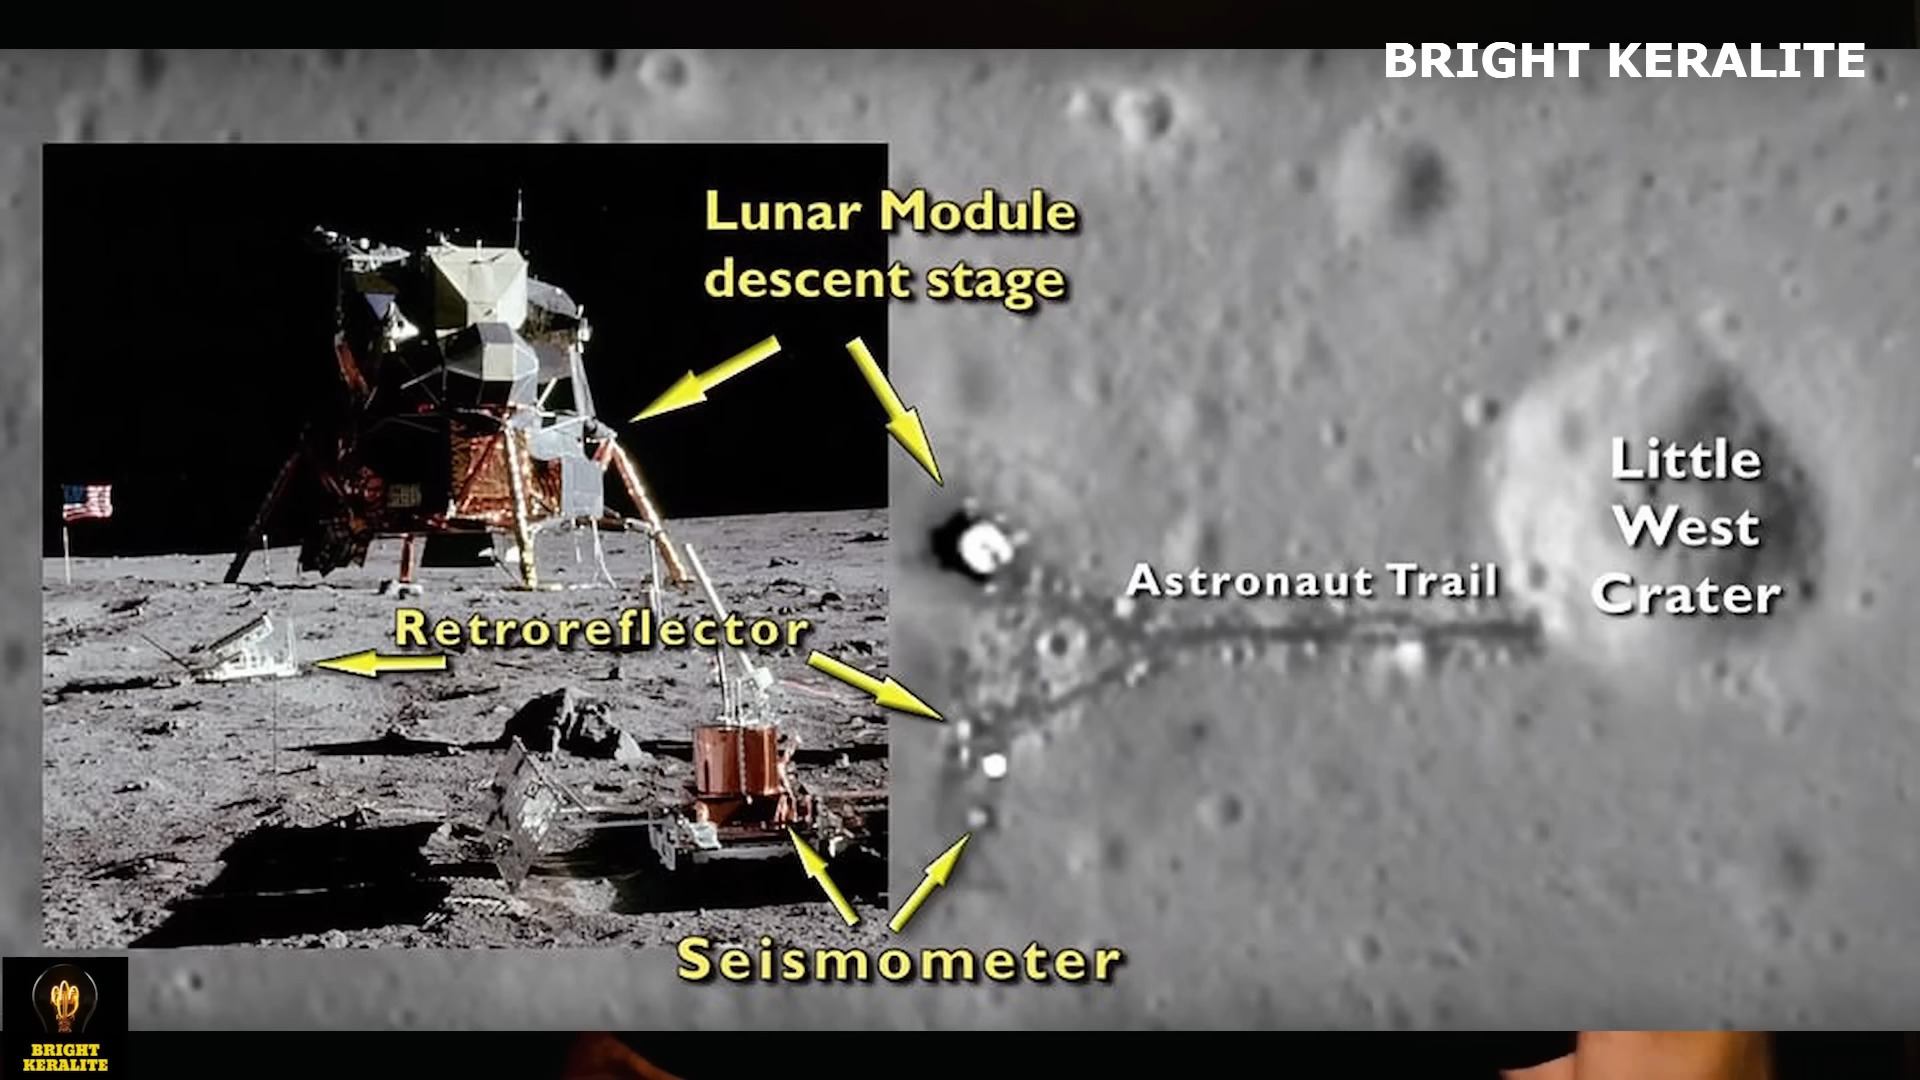 BRIGHT KERALITE
Lunar Module
descent stage
Little
West
Crater
Astronaut Trail
Retroreflector
Seismometer
BRIGHT
KERALITE